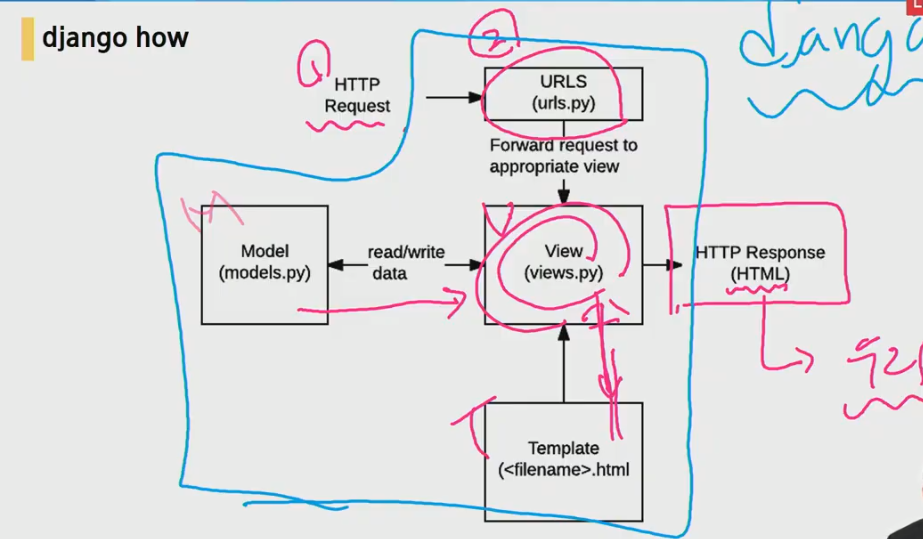 django how
django
①
HTTP
Request
②
URLS
(urls.py)
Forward request to
appropriate view
M
Model
(models.py)
read/write
data
V
View
(views.py)
HTTP Response
(HTML)
T
Template
(<filename>.html